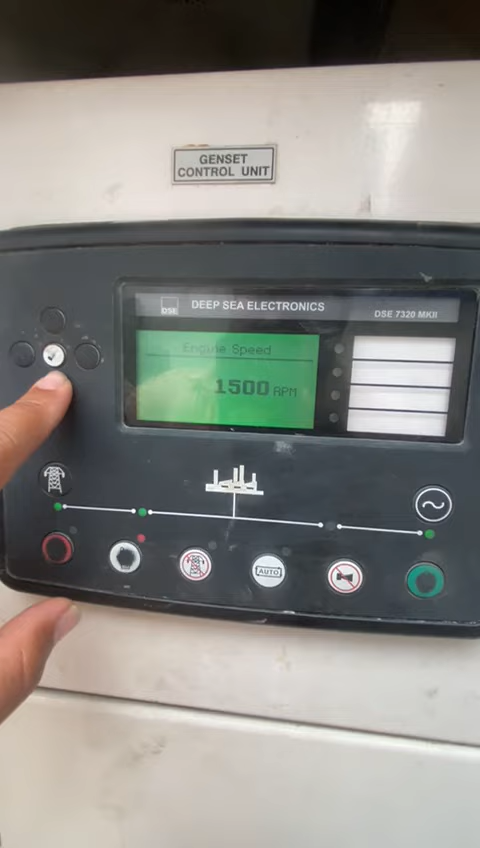 GENSET
CONTROL UNIT
DSE
DEEP SEA ELECTRONICS
DSE 7320 MKII
Engine Speed
1500 RPM
AUTO